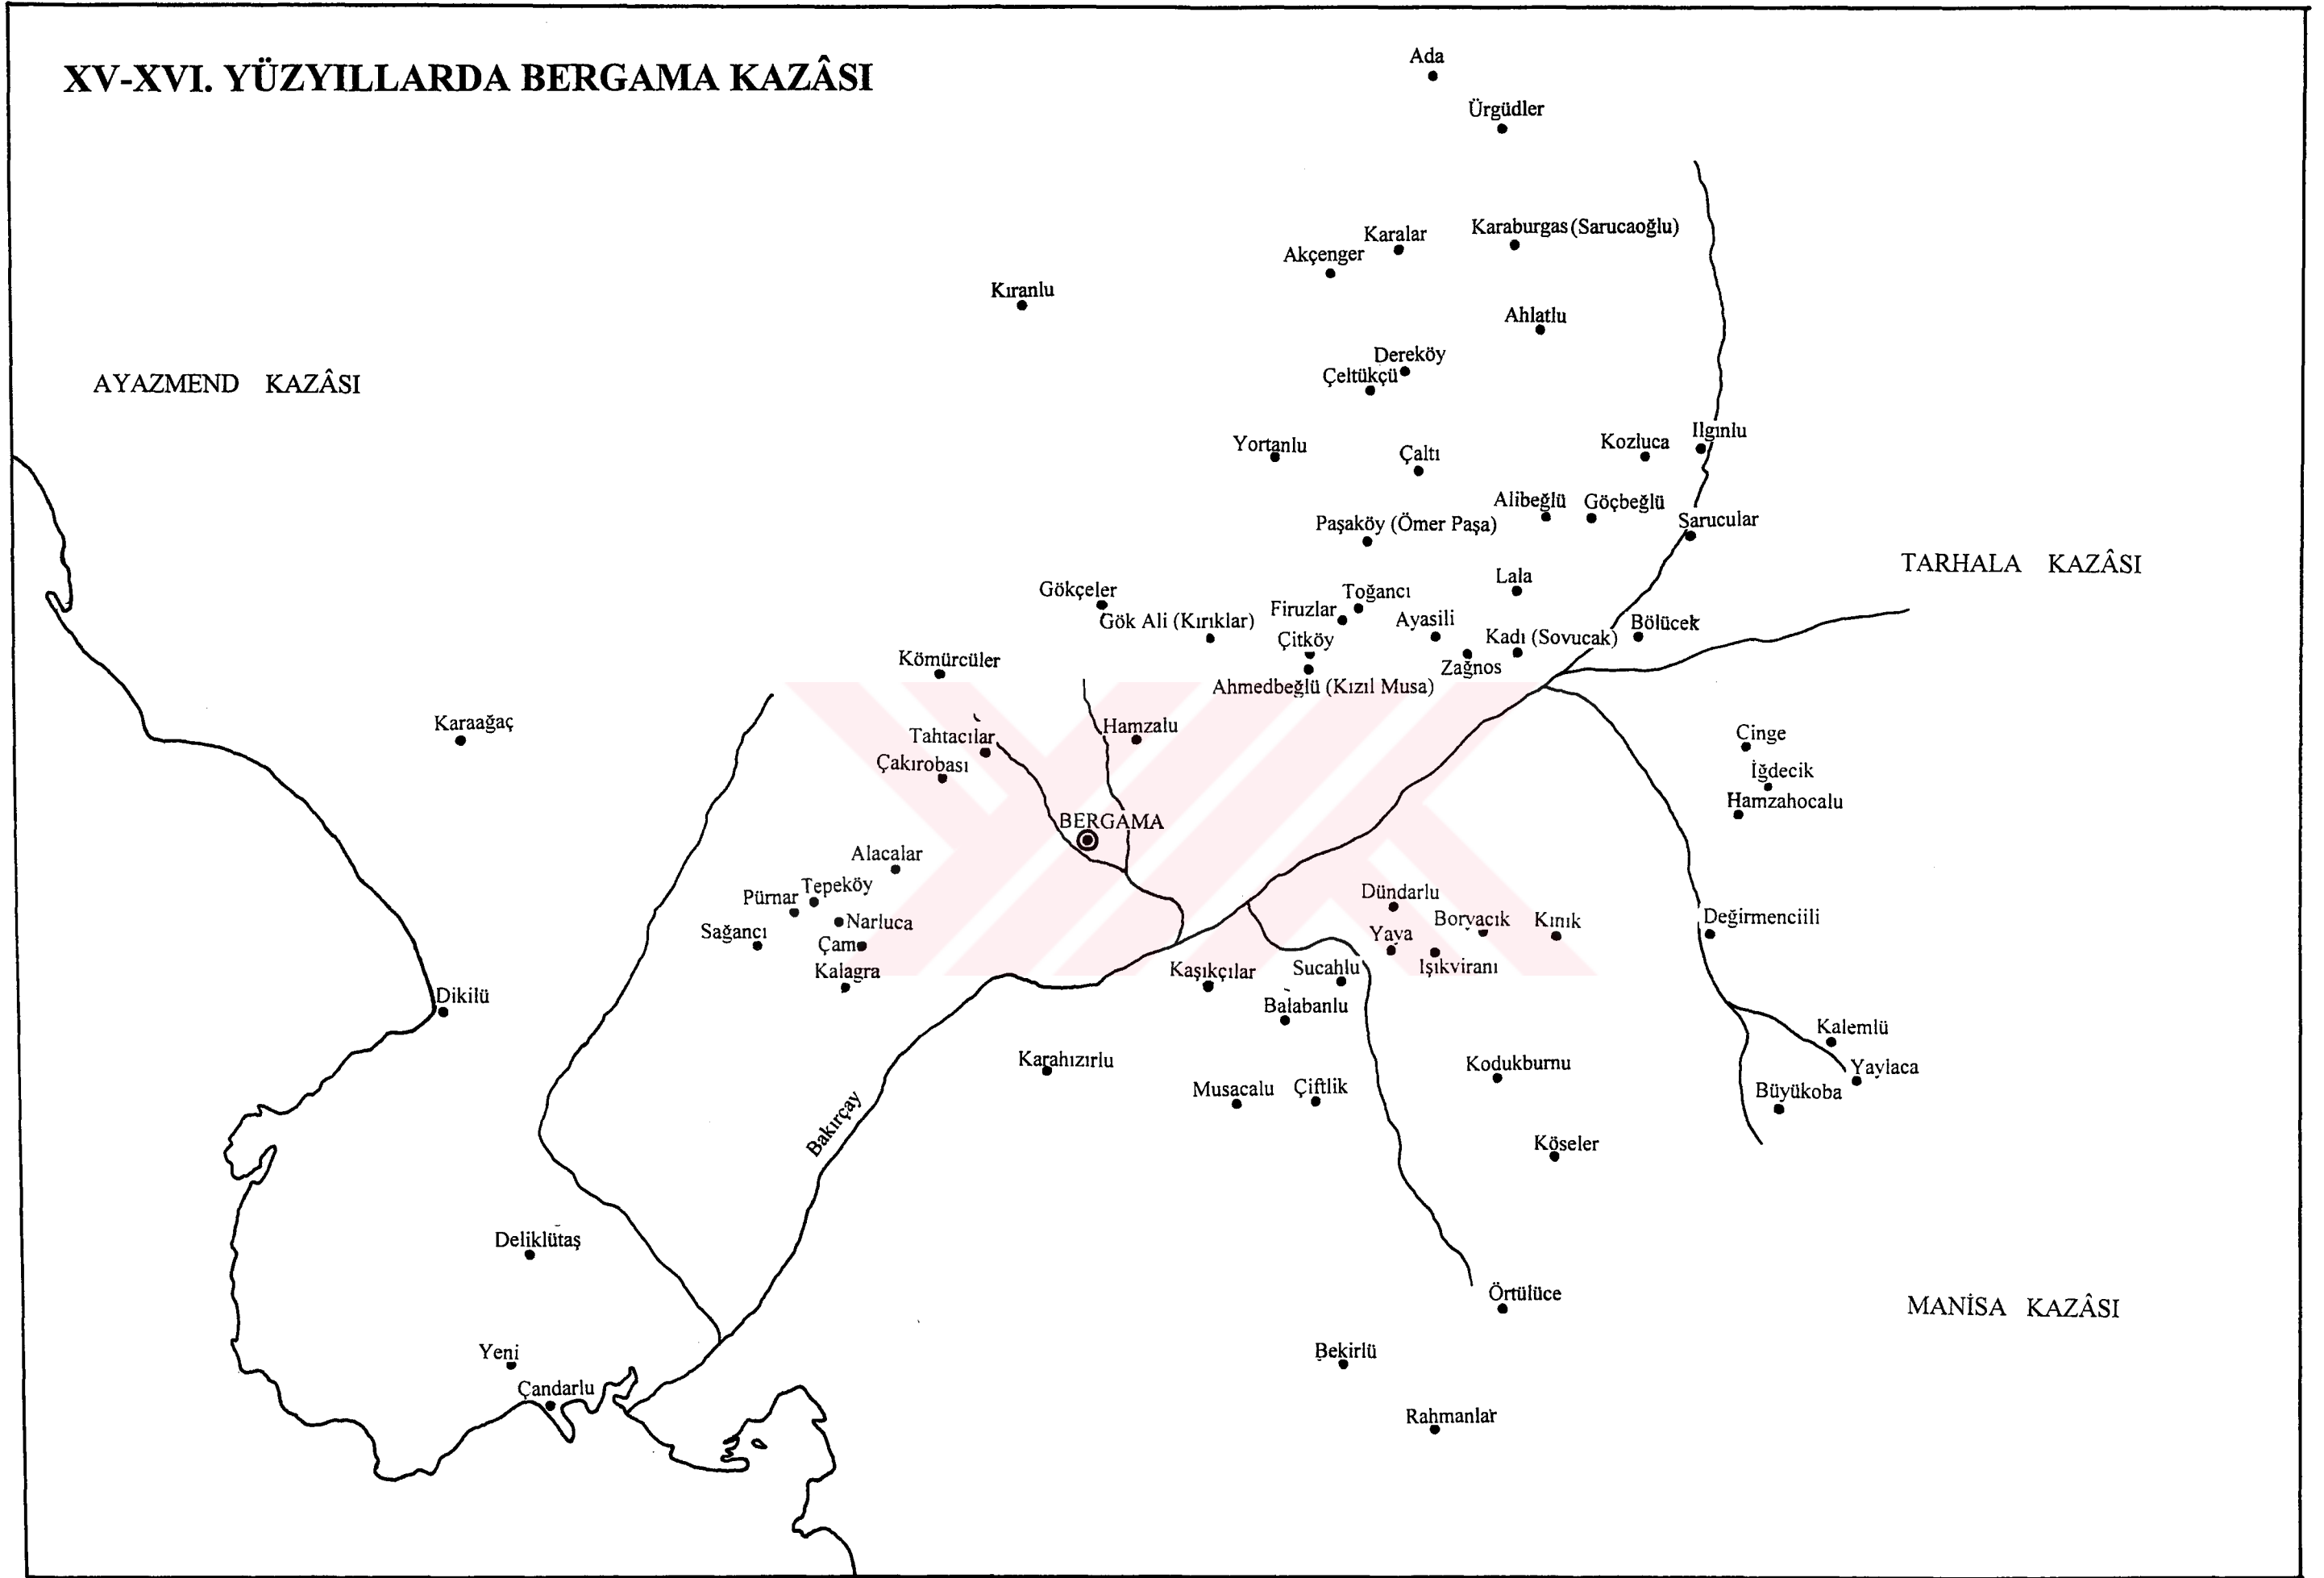 XV-XVI. YÜZYILLARDA BERGAMA KAZÂSI
Ada
Ürgüdler
Karaburgas (Sarucaoğlu)
Karalar
Akçenger
Kıranlu
Ahlatlu
Dereköy
Çeltükçü
AYAZMEND KAZÂSI
Ilgınlu
Kozluca
Yortanlu
Çaltı
Alibeğlü
Göçbeğlü
Sarucular
Paşaköy (Ömer Paşa)
TARHALA KAZÂSI
Lala
Gökçeler
Toğancı
Firuzlar
Gök Ali (Kırıklar)
Ayasili
Bölücek
Çitköy
Kadı (Sovucak)
Kömürcüler
Zağnos
Ahmedbeğlü (Kızıl Musa)
Karaağaç
Hamzalu
Cinge
Tahtacılar
Çakırobası
İğdecik
Hamzahocalu
BERGAMA
Alacalar
Tepeköy
Pürnar
Dündarlu
Narluca
Boryacık
Kınık
Değirmenciili
Sağancı
Yaya
Çam
Işıkviranı
Kalagra
Kaşıkçılar
Sucahlu
Dikilü
Balabanlu
Kalemlü
Karahızırlu
Kodukburnu
Yaylaca
Musacalu
Çiftlik
Büyükoba
Bakırçay
Köseler
Deliklütaş
Örtülüce
MANİSA KAZÂSI
Yeni
Bekirlü
Çandarlu
Rahmanlar